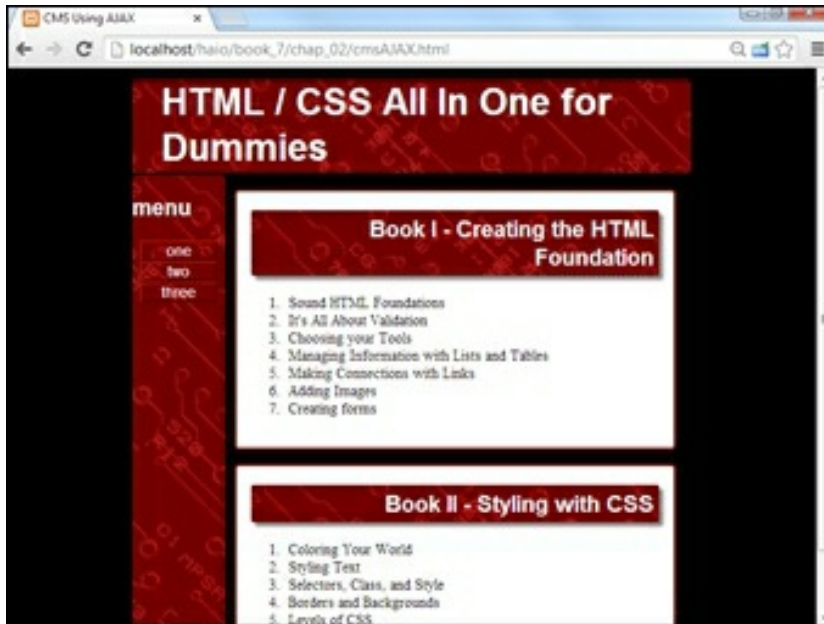 CMS Using AJAX
localhost/haio/book_7/chap_02/cmsAJAX.html
HTML / CSS All In One for
Dummies
menu
one
two
three
Book I - Creating the HTML
Foundation
1. Sound HTML Foundations
2. It's All About Validation
3. Choosing your Tools
4. Managing Information with Lists and Tables
5. Making Connections with Links
6. Adding Images
7. Creating forms
Book II - Styling with CSS
1. Coloring Your World
2. Styling Text
3. Selectors, Class, and Style
4. Borders and Backgrounds
5. Levels of CSS